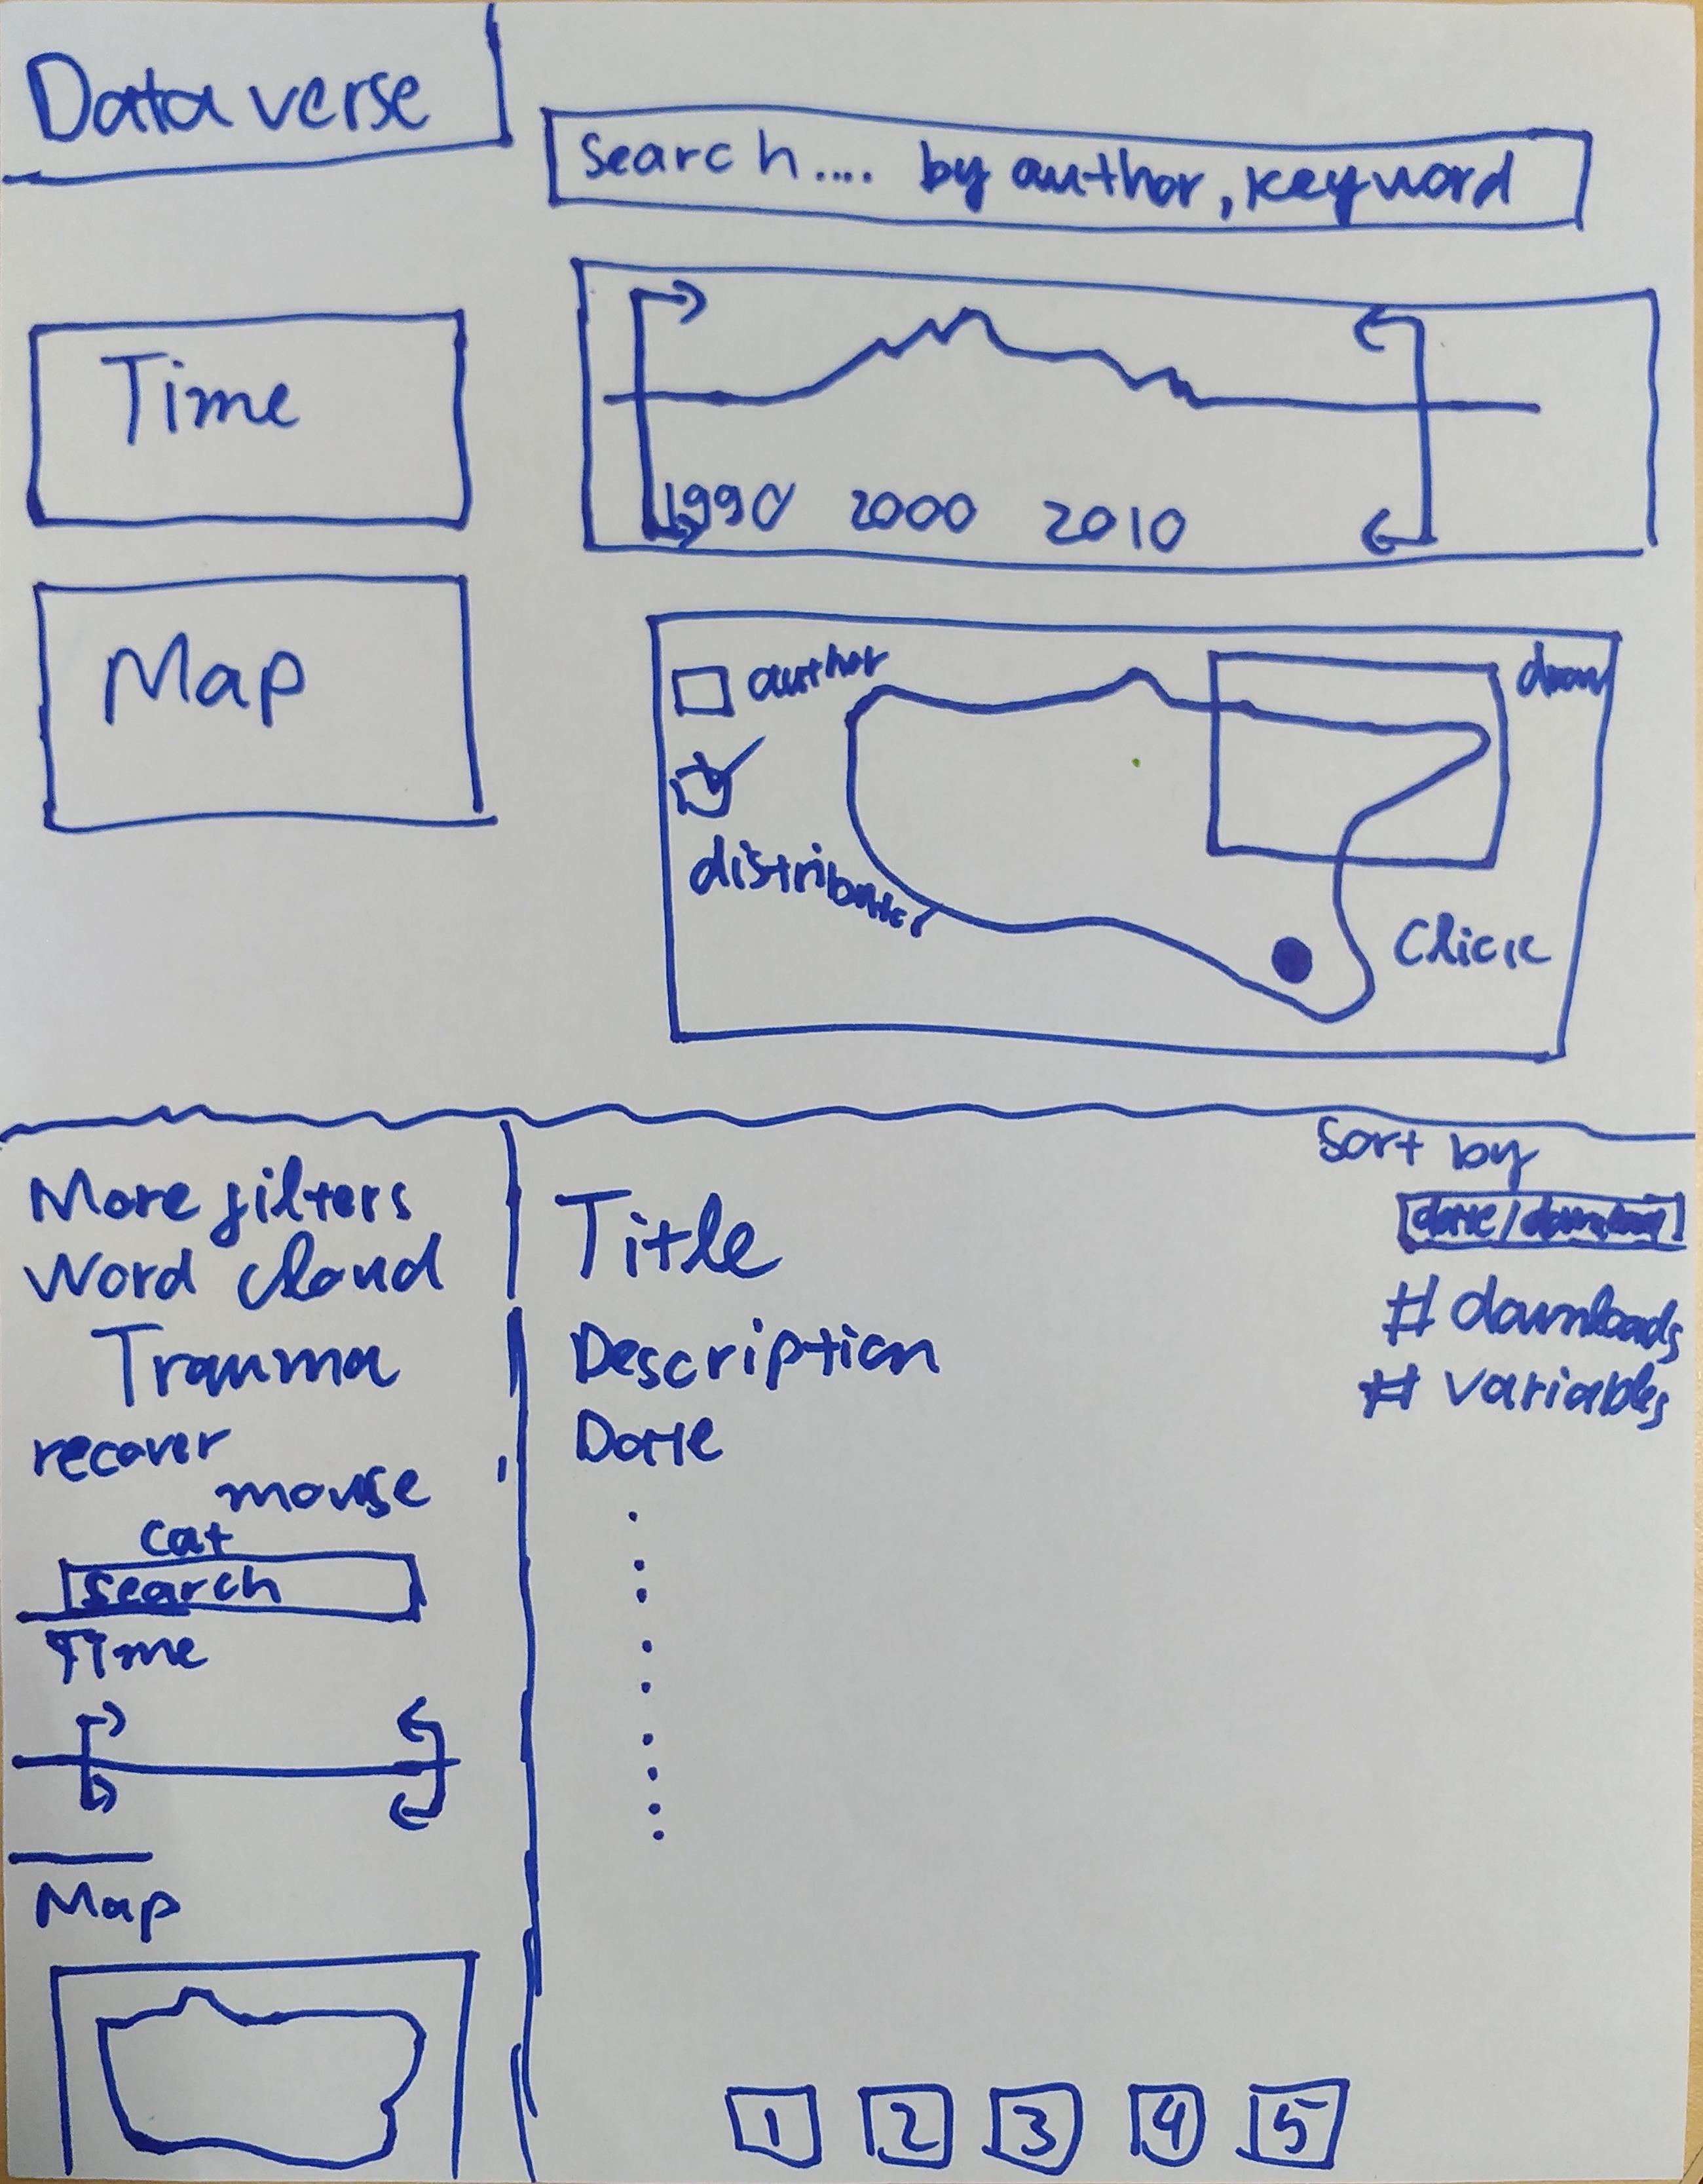 Dataverse
search.... by author, keyword
Time
1990 2000 2010
Map
author
draw
distributer
Click
More filters
Word cloud
Trauma
recover
mouse
cat
search
Time
Map
Sort by
[date/download]
Title
# downloads
Description
# variables
Date
1 2 3 4 5